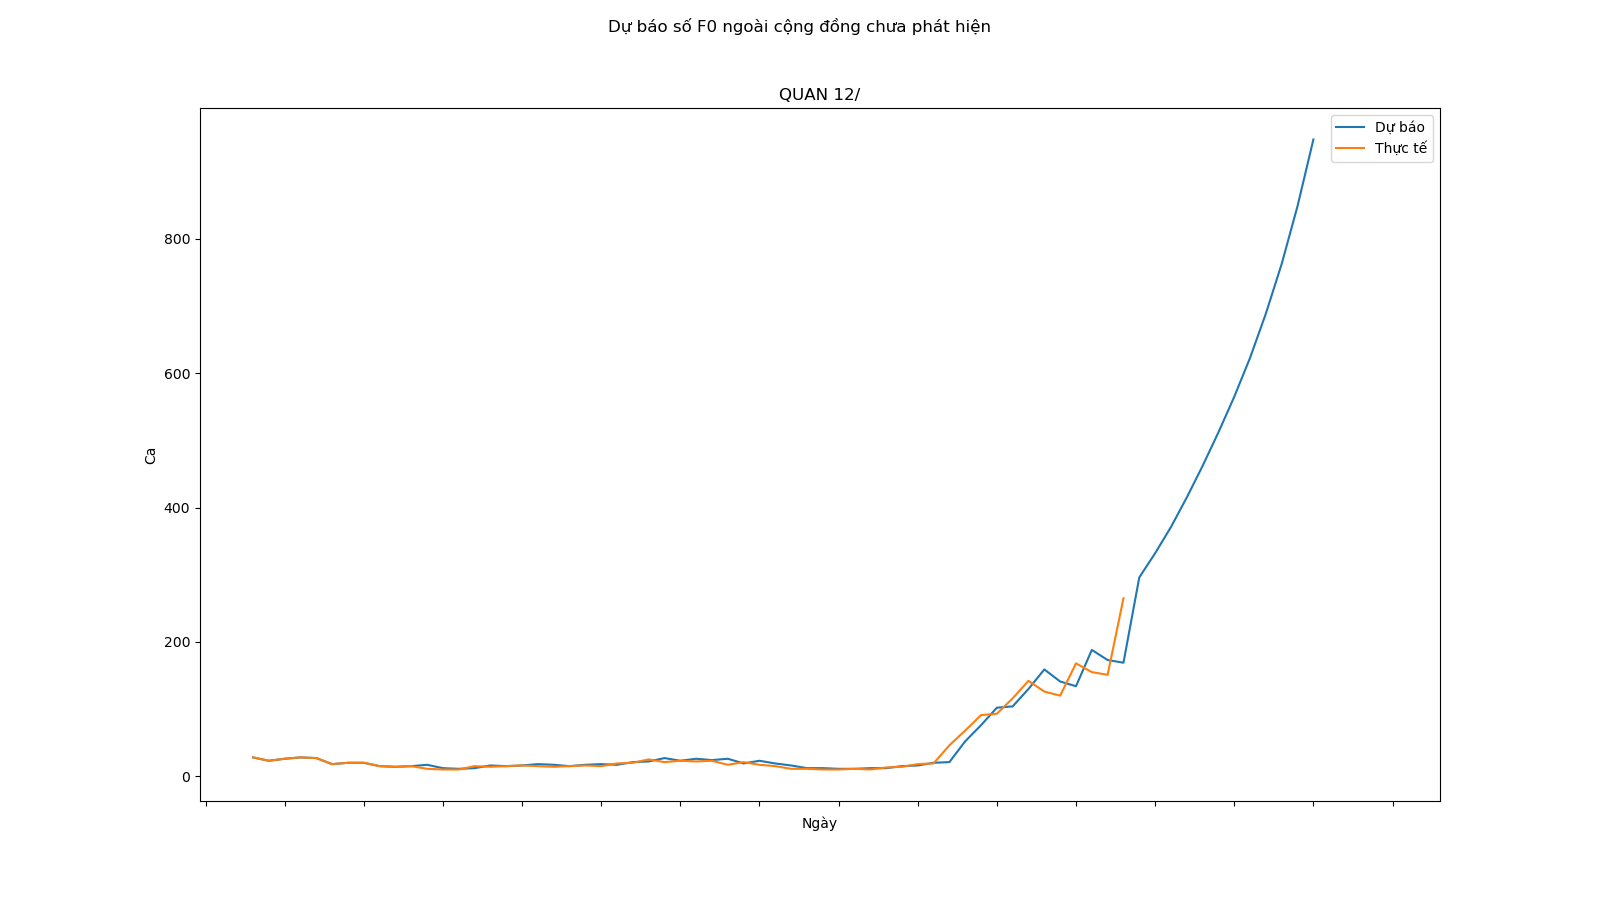 Dự báo số F0 ngoài cộng đồng chưa phát hiện
QUAN 12/
Dự báo
Thực tế
800
600
400
200
0
Ca
Ngày